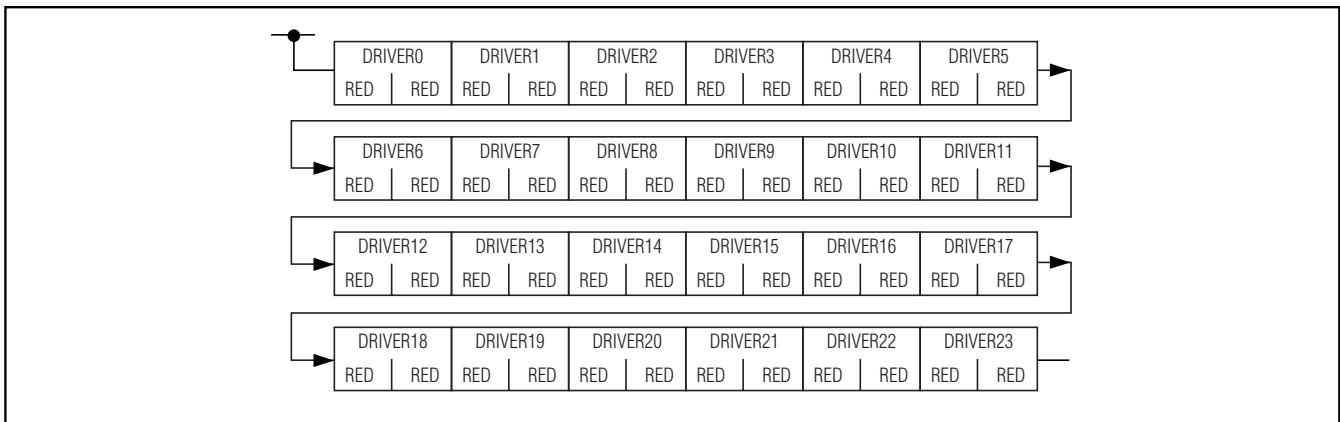 DRIVER0 DRIVER1 DRIVER2 DRIVER3 DRIVER4 DRIVER5
RED RED RED RED RED RED RED RED RED RED RED RED
DRIVER6 DRIVER7 DRIVER8 DRIVER9 DRIVER10 DRIVER11
RED RED RED RED RED RED RED RED RED RED RED RED
DRIVER12 DRIVER13 DRIVER14 DRIVER15 DRIVER16 DRIVER17
RED RED RED RED RED RED RED RED RED RED RED RED
DRIVER18 DRIVER19 DRIVER20 DRIVER21 DRIVER22 DRIVER23
RED RED RED RED RED RED RED RED RED RED RED RED